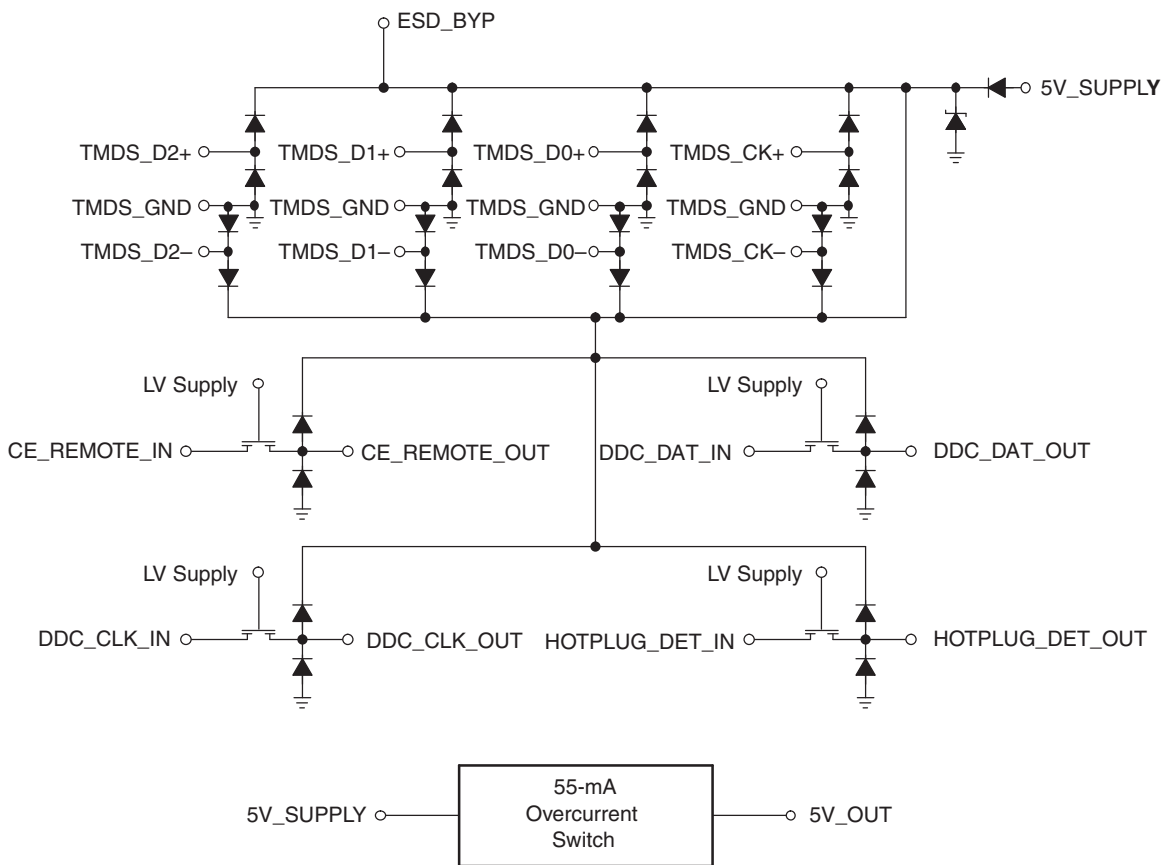 ESD_BYP
5V_SUPPLY
TMDS_D2+ TMDS_D1+ TMDS_D0+ TMDS_CK+
TMDS_GND TMDS_GND TMDS_GND TMDS_GND
TMDS_D2– TMDS_D1– TMDS_D0– TMDS_CK–
LV Supply LV Supply
CE_REMOTE_IN CE_REMOTE_OUT DDC_DAT_IN DDC_DAT_OUT
LV Supply LV Supply
DDC_CLK_IN DDC_CLK_OUT HOTPLUG_DET_IN HOTPLUG_DET_OUT
55-mA
5V_SUPPLY Overcurrent 5V_OUT
Switch